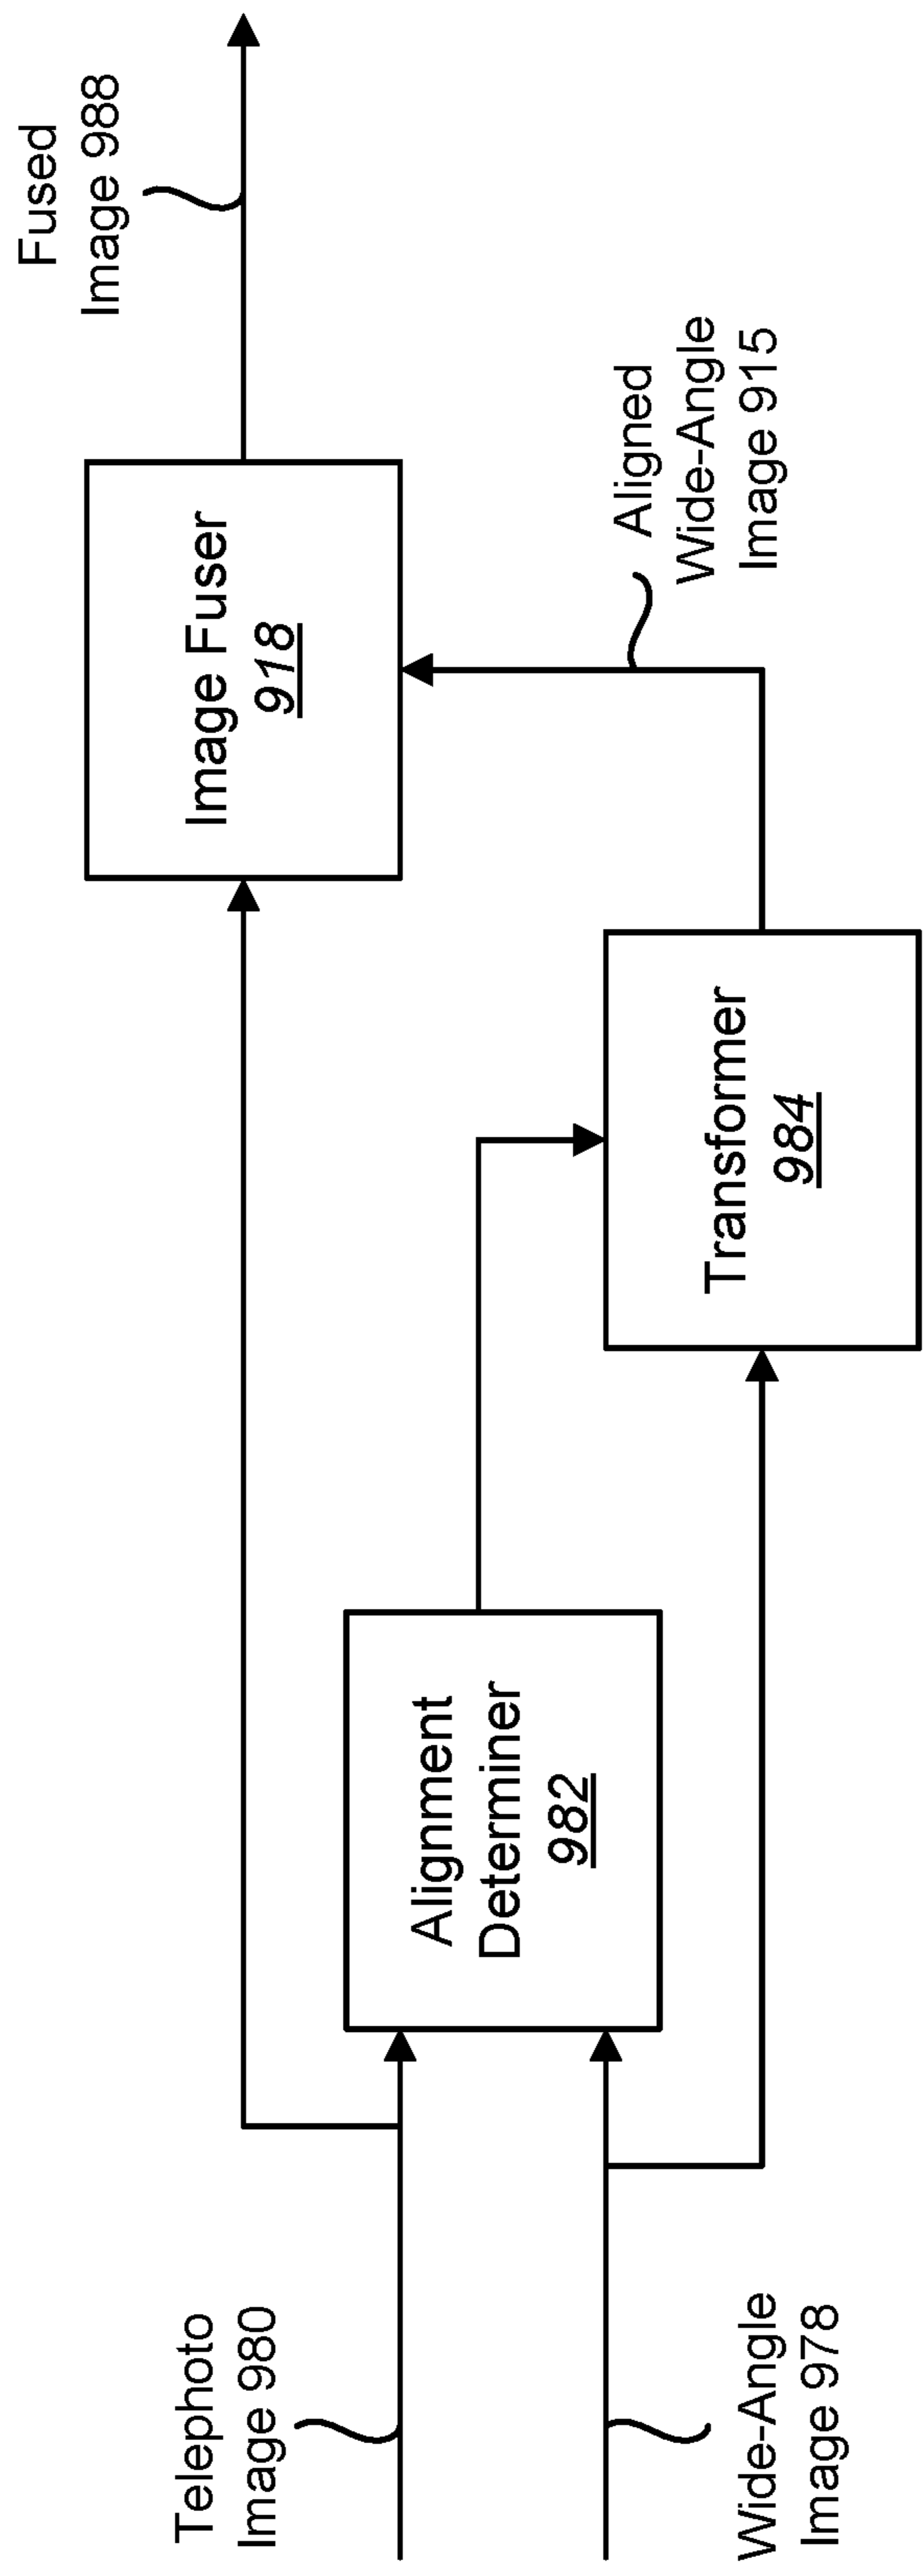 Telephoto
Image 980
Wide-Angle
Image 978
Alignment
Determiner
982
Transformer
984
Image Fuser
918
Aligned
Wide-Angle
Image 915
Fused
Image 988